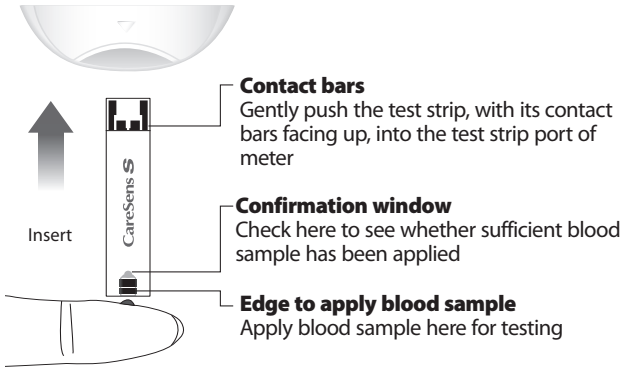 Contact bars
Gently push the test strip, with its contact
bars facing up, into the test strip port of
meter
CareSens S
Confirmation window
Check here to see whether sufficient blood
sample has been applied
Insert
Edge to apply blood sample
Apply blood sample here for testing